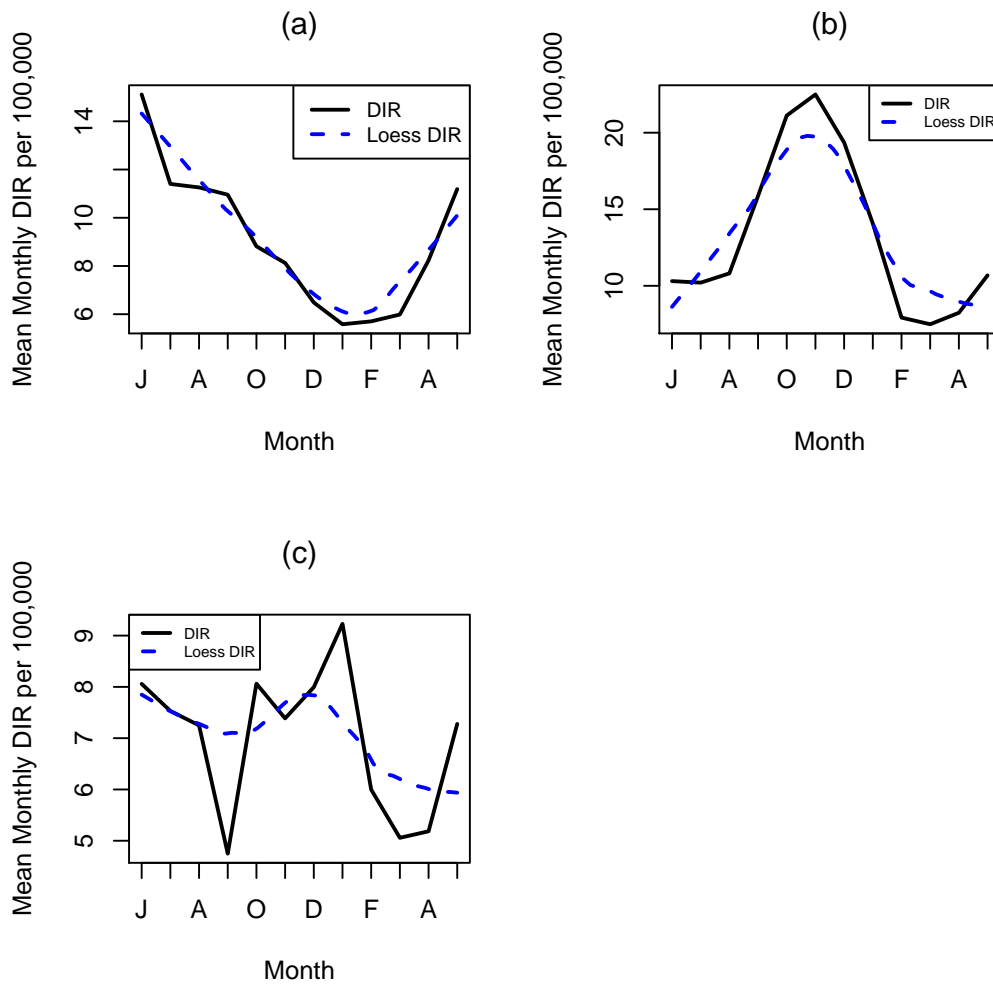 (a)
Mean Monthly DIR per 100,000
14
10
8
6
DIR
Loess DIR
J A O D F A
Month
(b)
Mean Monthly DIR per 100,000
20
15
10
DIR
Loess DIR
J A O D F A
Month
(c)
Mean Monthly DIR per 100,000
9
8
7
6
5
DIR
Loess DIR
J A O D F A
Month